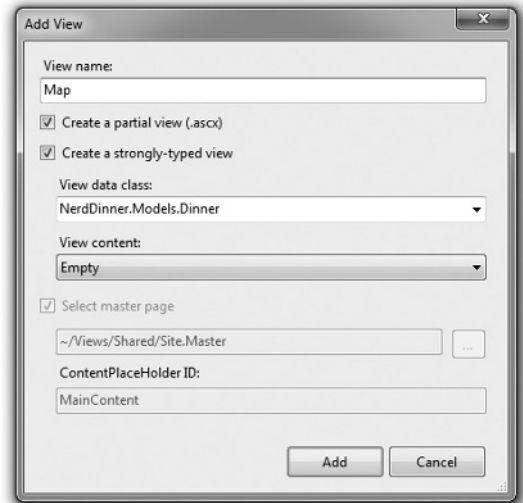 Add View
View name:
Map
Create a partial view (.ascx)
Create a strongly-typed view
View data class:
NerdDinner.Models.Dinner
View content:
Empty
Select master page
~/Views/Shared/Site.Master
...
ContentPlaceHolder ID:
MainContent
Add
Cancel